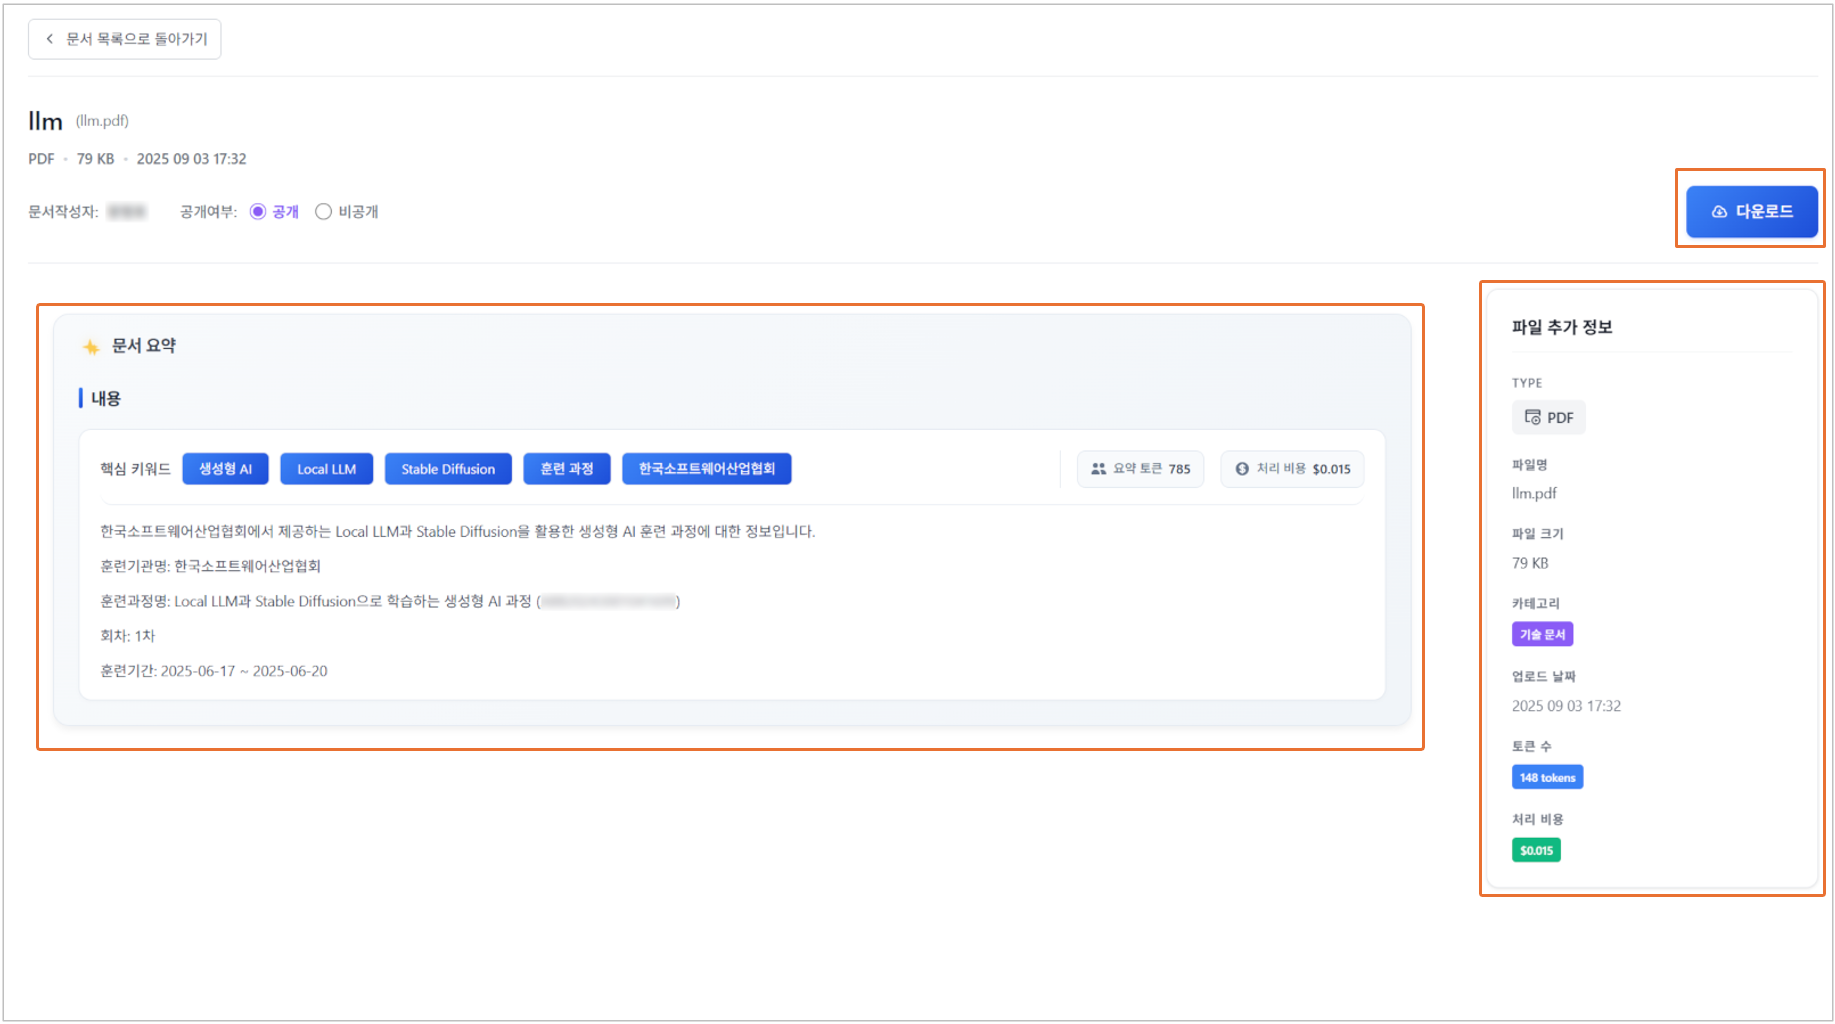 문서 목록으로 돌아가기
llm (llm.pdf)
PDF • 79 KB • 2025 09 03 17:32
문서작성자: 공개여부: 공개 비공개
다운로드
문서 요약
내용
핵심 키워드 생성형 AI Local LLM Stable Diffusion 훈련 과정 한국소프트웨어산업협회 요약 토큰 785 처리 비용 $0.015
한국소프트웨어산업협회에서 제공하는 Local LLM과 Stable Diffusion을 활용한 생성형 AI 훈련 과정에 대한 정보입니다.
훈련기관명: 한국소프트웨어산업협회
훈련과정명: Local LLM과 Stable Diffusion으로 학습하는 생성형 AI 과정 ( )
회차: 1차
훈련기간: 2025-06-17 ~ 2025-06-20
파일 추가 정보
TYPE
PDF
파일명
llm.pdf
파일 크기
79 KB
카테고리
기술 문서
업로드 날짜
2025 09 03 17:32
토큰 수
148 tokens
처리 비용
$0.015